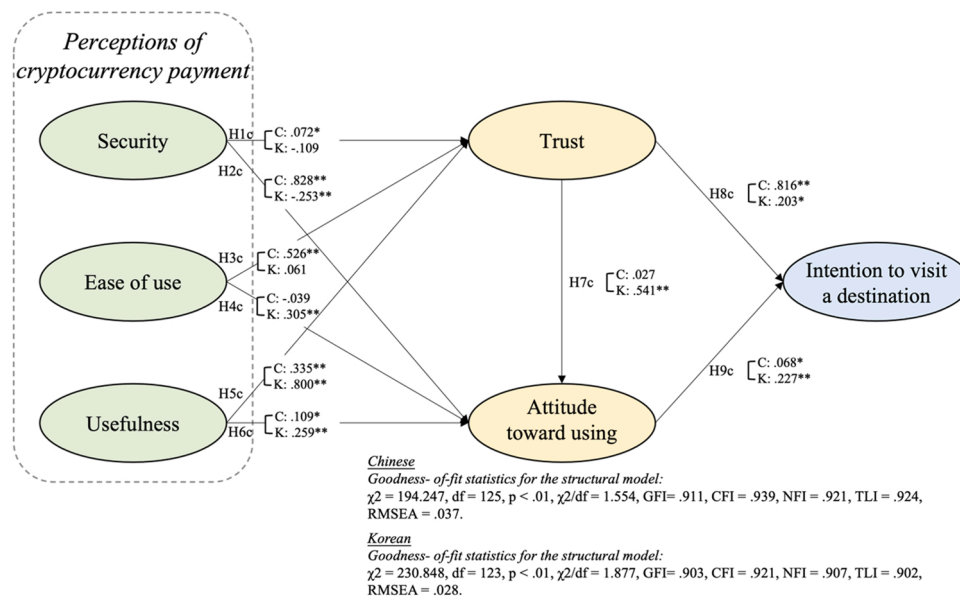 Perceptions of
cryptocurrency payment
Security
Ease of use
Usefulness
H1c
C: .072*
K: -.109
H2c
C: .828**
K: -.253**
H3c
C: .526**
K: .061
H4c
C: -.039
K: .305**
H5c
C: .335**
K: .800**
H6c
C: .109*
K: .259**
Trust
H7c
C: .027
K: .541**
Attitude
toward using
H8c
C: .816**
K: .203*
H9c
C: .068*
K: .227**
Intention to visit
a destination
Chinese
Goodness- of-fit statistics for the structural model:
χ2 = 194.247, df = 125, p < .01, χ2/df = 1.554, GFI= .911, CFI = .939, NFI = .921, TLI = .924,
RMSEA = .037.
Korean
Goodness- of-fit statistics for the structural model:
χ2 = 230.848, df = 123, p < .01, χ2/df = 1.877, GFI= .903, CFI = .921, NFI = .907, TLI = .902,
RMSEA = .028.